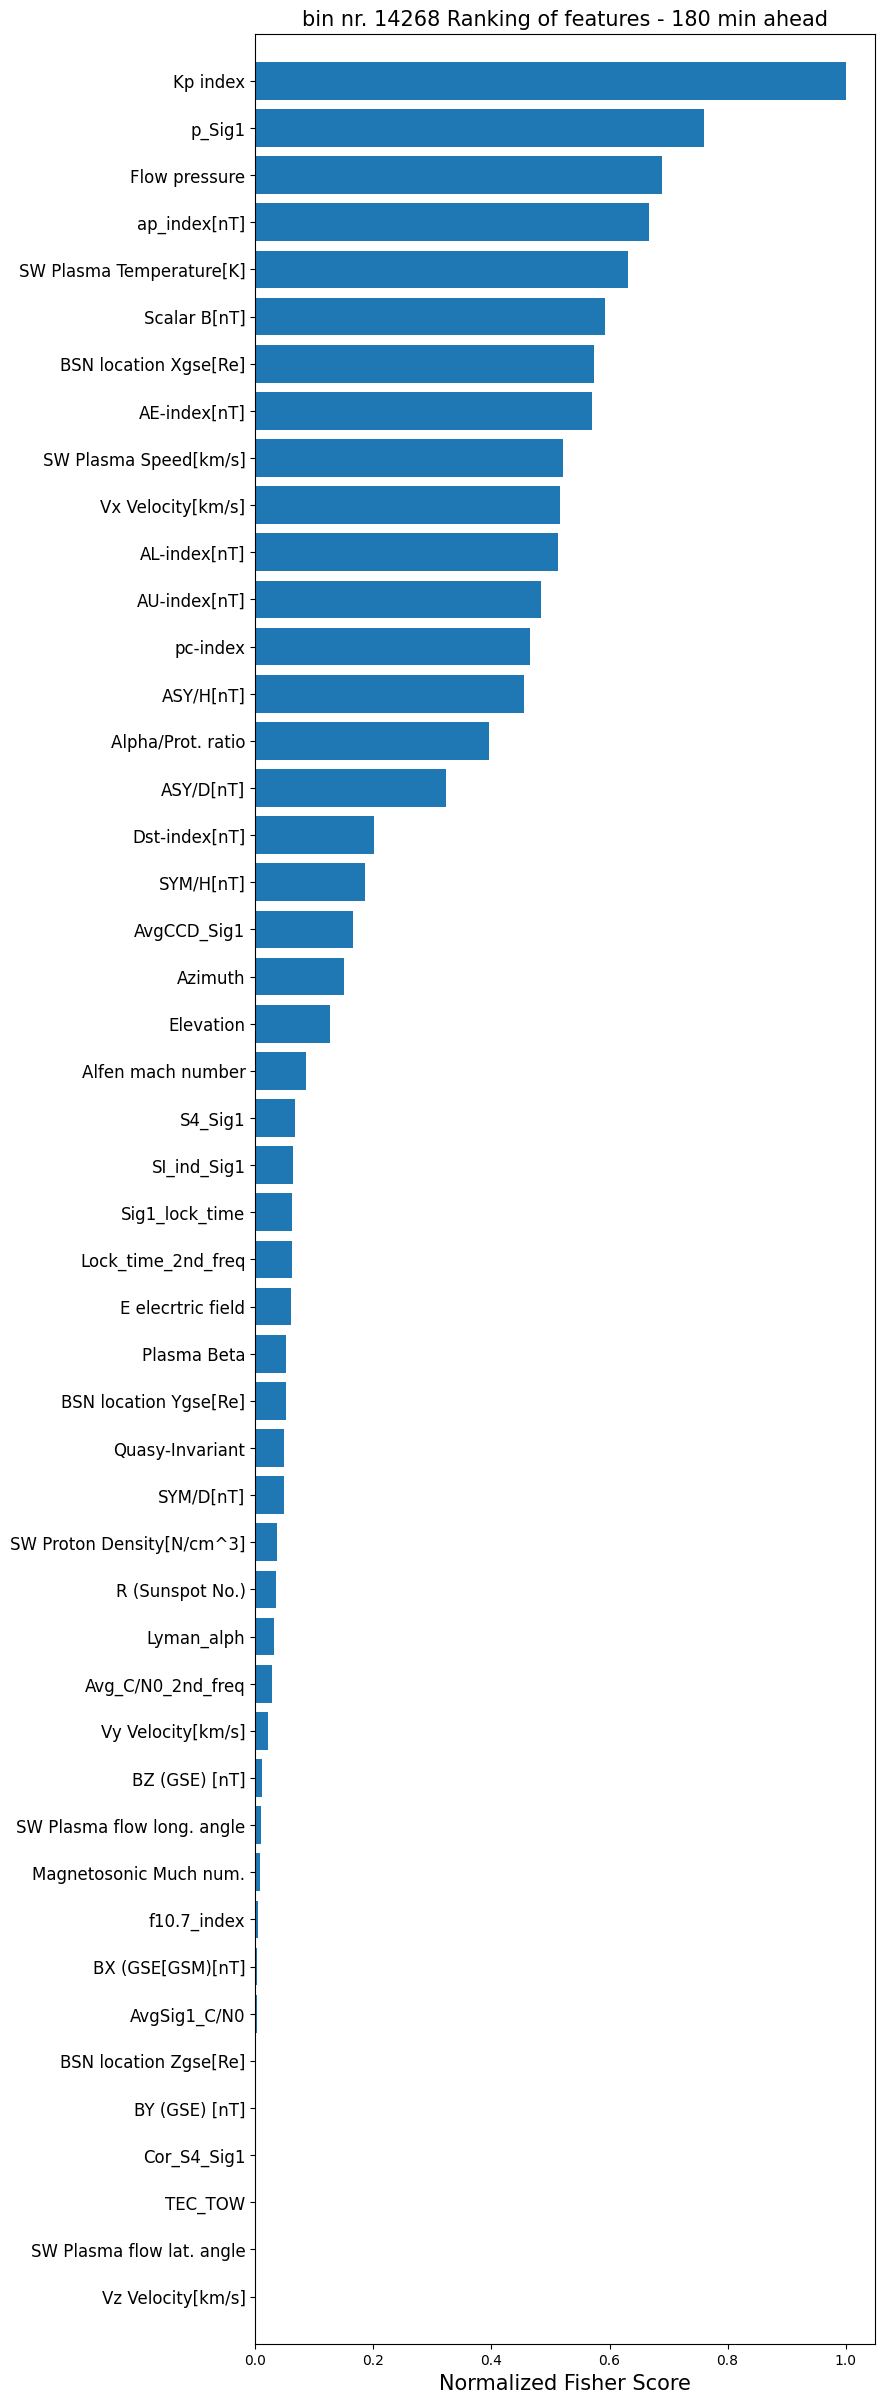 bin nr. 14268 Ranking of features - 180 min ahead
Kp index
p_Sig1
Flow pressure
ap_index[nT]
SW Plasma Temperature[K]
Scalar B[nT]
BSN location Xgse[Re]
AE-index[nT]
SW Plasma Speed[km/s]
Vx Velocity[km/s]
AL-index[nT]
AU-index[nT]
pc-index
ASY/H[nT]
Alpha/Prot. ratio
ASY/D[nT]
Dst-index[nT]
SYM/H[nT]
AvgCCD_Sig1
Azimuth
Elevation
Alfen mach number
S4_Sig1
SI_ind_Sig1
Sig1_lock_time
Lock_time_2nd_freq
E elecrtric field
Plasma Beta
BSN location Ygse[Re]
Quasy-Invariant
SYM/D[nT]
SW Proton Density[N/cm^3]
R (Sunspot No.)
Lyman_alph
Avg_C/N0_2nd_freq
Vy Velocity[km/s]
BZ (GSE) [nT]
SW Plasma flow long. angle
Magnetosonic Much num.
f10.7_index
BX (GSE[GSM)[nT]
AvgSig1_C/N0
BSN location Zgse[Re]
BY (GSE) [nT]
Cor_S4_Sig1
TEC_TOW
SW Plasma flow lat. angle
Vz Velocity[km/s]
0.0 0.2 0.4 0.6 0.8 1.0
Normalized Fisher Score